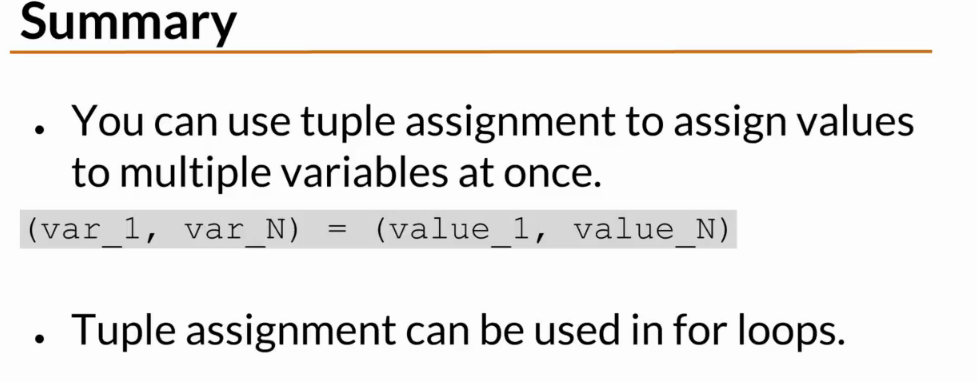 Summary
• You can use tuple assignment to assign values
to multiple variables at once.
(var_1, var_N) = (value_1, value_N)
• Tuple assignment can be used in for loops.